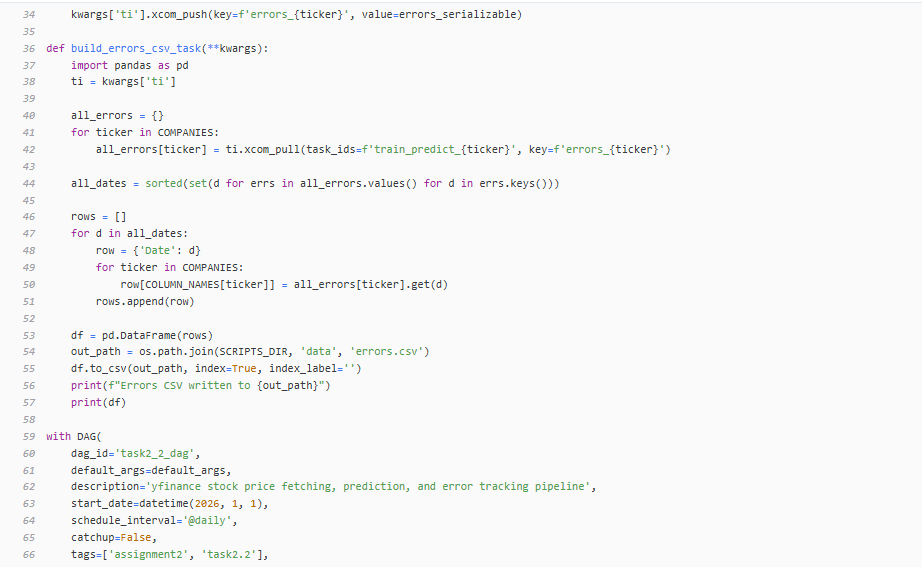 34 kwargs['ti'].xcom_push(key=f'errors_{ticker}', value=errors_serializable)
35
36 def build_errors_csv_task(**kwargs):
37     import pandas as pd
38     ti = kwargs['ti']
39
40     all_errors = {}
41     for ticker in COMPANIES:
42         all_errors[ticker] = ti.xcom_pull(task_ids=f'train_predict_{ticker}', key=f'errors_{ticker}')
43
44     all_dates = sorted(set(d for errs in all_errors.values() for d in errs.keys()))
45
46     rows = []
47     for d in all_dates:
48         row = {'Date': d}
49         for ticker in COMPANIES:
50             row[COLUMN_NAMES[ticker]] = all_errors[ticker].get(d)
51         rows.append(row)
52
53     df = pd.DataFrame(rows)
54     out_path = os.path.join(SCRIPTS_DIR, 'data', 'errors.csv')
55     df.to_csv(out_path, index=True, index_label='')
56     print(f"Errors CSV written to {out_path}")
57     print(df)
58
59 with DAG(
60     dag_id='task2_2_dag',
61     default_args=default_args,
62     description='yfinance stock price fetching, prediction, and error tracking pipeline',
63     start_date=datetime(2026, 1, 1),
64     schedule_interval='@daily',
65     catchup=False,
66     tags=['assignment2', 'task2.2'],